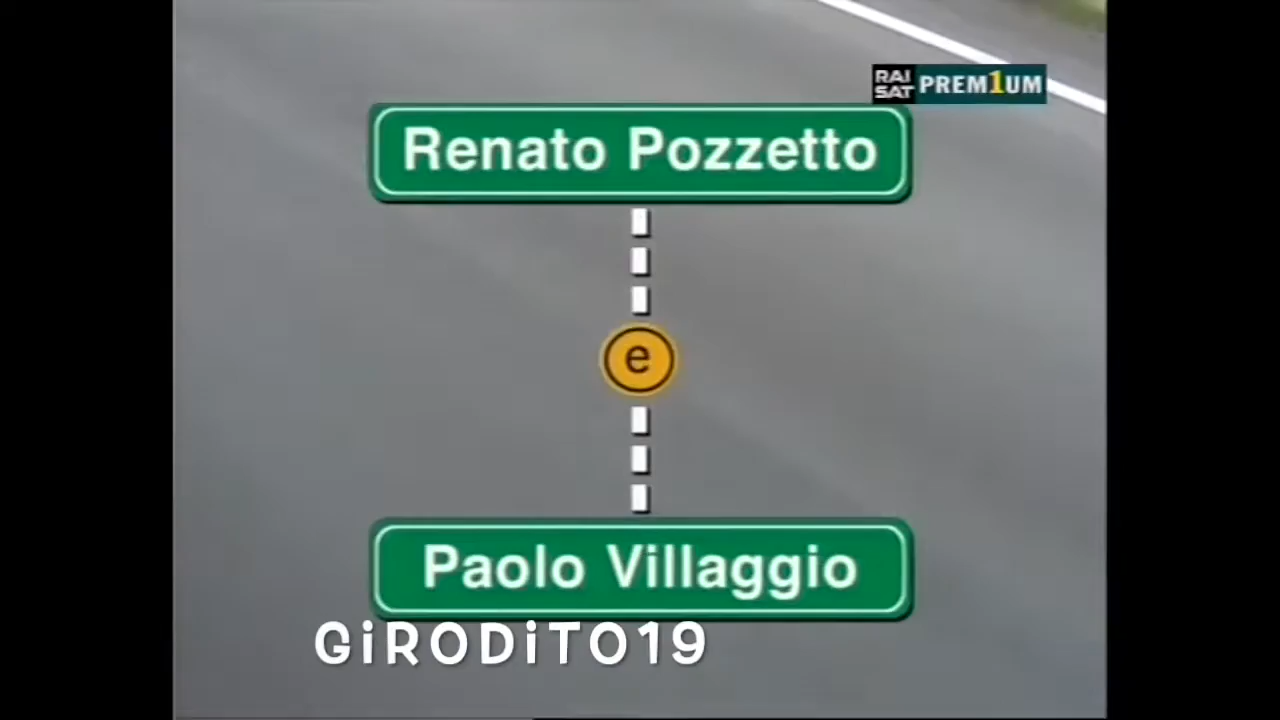 RAI
SAT
PREM1UM
Renato Pozzetto
e
Paolo Villaggio
GiRODiTO19